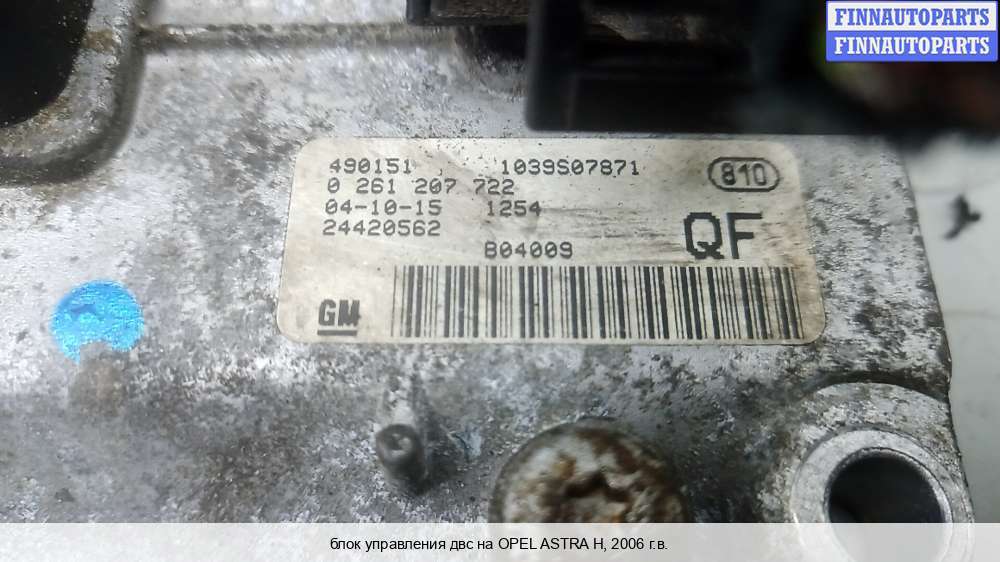 FINNAUTOPARTS
FINNAUTOPARTS
490151 1039S07871 810
0 261 207 722
04-10-15 1254
24420562 QF
B04009
GM
блок управления двс на OPEL ASTRA H, 2006 г.в.